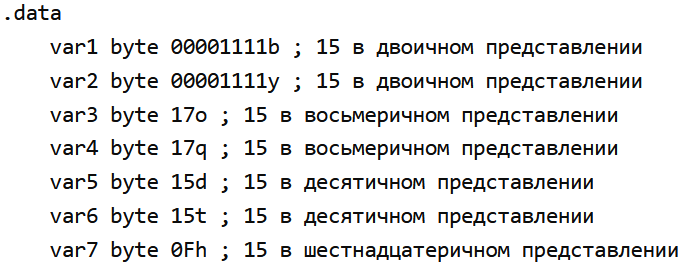 .data
var1 byte 00001111b ; 15 в двоичном представлении
var2 byte 00001111y ; 15 в двоичном представлении
var3 byte 17o ; 15 в восьмеричном представлении
var4 byte 17q ; 15 в восьмеричном представлении
var5 byte 15d ; 15 в десятичном представлении
var6 byte 15t ; 15 в десятичном представлении
var7 byte 0Fh ; 15 в шестнадцатеричном представлении